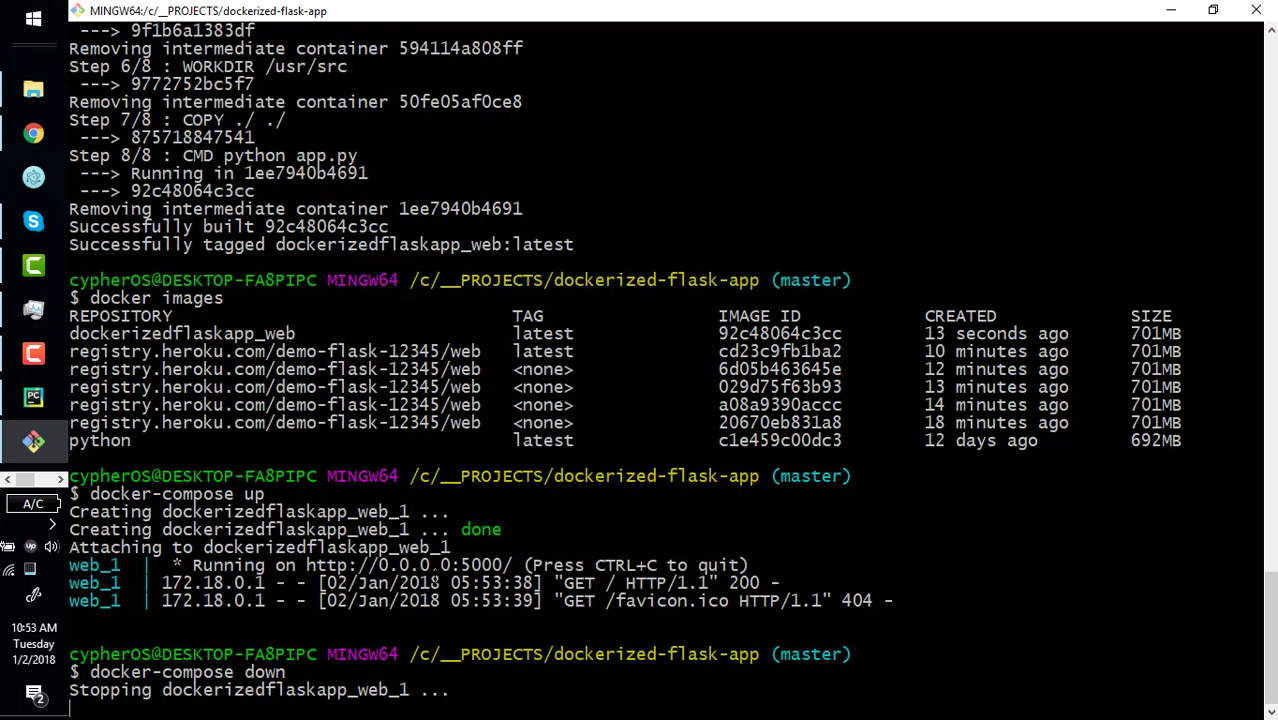 MINGW64:/c/__PROJECTS/dockerized-flask-app
---> 9f1b6a1383df
Removing intermediate container 594114a808ff
Step 6/8 : WORKDIR /usr/src
---> 9772752bc5f7
Removing intermediate container 50fe05af0ce8
Step 7/8 : COPY ./ ./
---> 875718847541
Step 8/8 : CMD python app.py
---> Running in 1ee7940b4691
---> 92c48064c3cc
Removing intermediate container 1ee7940b4691
Successfully built 92c48064c3cc
Successfully tagged dockerizedflaskapp_web:latest
cypherOS@DESKTOP-FA8PIPC MINGW64 /c/__PROJECTS/dockerized-flask-app (master)
$ docker images
REPOSITORY TAG IMAGE ID CREATED SIZE
dockerizedflaskapp_web latest 92c48064c3cc 13 seconds ago 701MB
registry.heroku.com/demo-flask-12345/web latest cd23c9fb1ba2 10 minutes ago 701MB
registry.heroku.com/demo-flask-12345/web <none> 6d05b463645e 12 minutes ago 701MB
registry.heroku.com/demo-flask-12345/web <none> 029d75f63b93 13 minutes ago 701MB
registry.heroku.com/demo-flask-12345/web <none> a08a9390accc 14 minutes ago 701MB
registry.heroku.com/demo-flask-12345/web <none> 20670eb831a8 18 minutes ago 701MB
python latest c1e459c00dc3 12 days ago 692MB
cypherOS@DESKTOP-FA8PIPC MINGW64 /c/__PROJECTS/dockerized-flask-app (master)
$ docker-compose up
Creating dockerizedflaskapp_web_1 ...
Creating dockerizedflaskapp_web_1 ... done
Attaching to dockerizedflaskapp_web_1
web_1 | * Running on http://0.0.0.0:5000/ (Press CTRL+C to quit)
web_1 | 172.18.0.1 - - [02/Jan/2018 05:53:38] "GET / HTTP/1.1" 200 -
web_1 | 172.18.0.1 - - [02/Jan/2018 05:53:39] "GET /favicon.ico HTTP/1.1" 404 -
cypherOS@DESKTOP-FA8PIPC MINGW64 /c/__PROJECTS/dockerized-flask-app (master)
$ docker-compose down
Stopping dockerizedflaskapp_web_1 ...
A/C
10:53 AM
Tuesday
1/2/2018
2
S
PC
Up